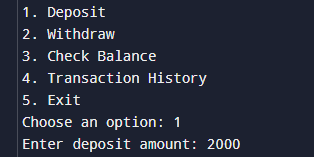 1. Deposit
2. Withdraw
3. Check Balance
4. Transaction History
5. Exit
Choose an option: 1
Enter deposit amount: 2000